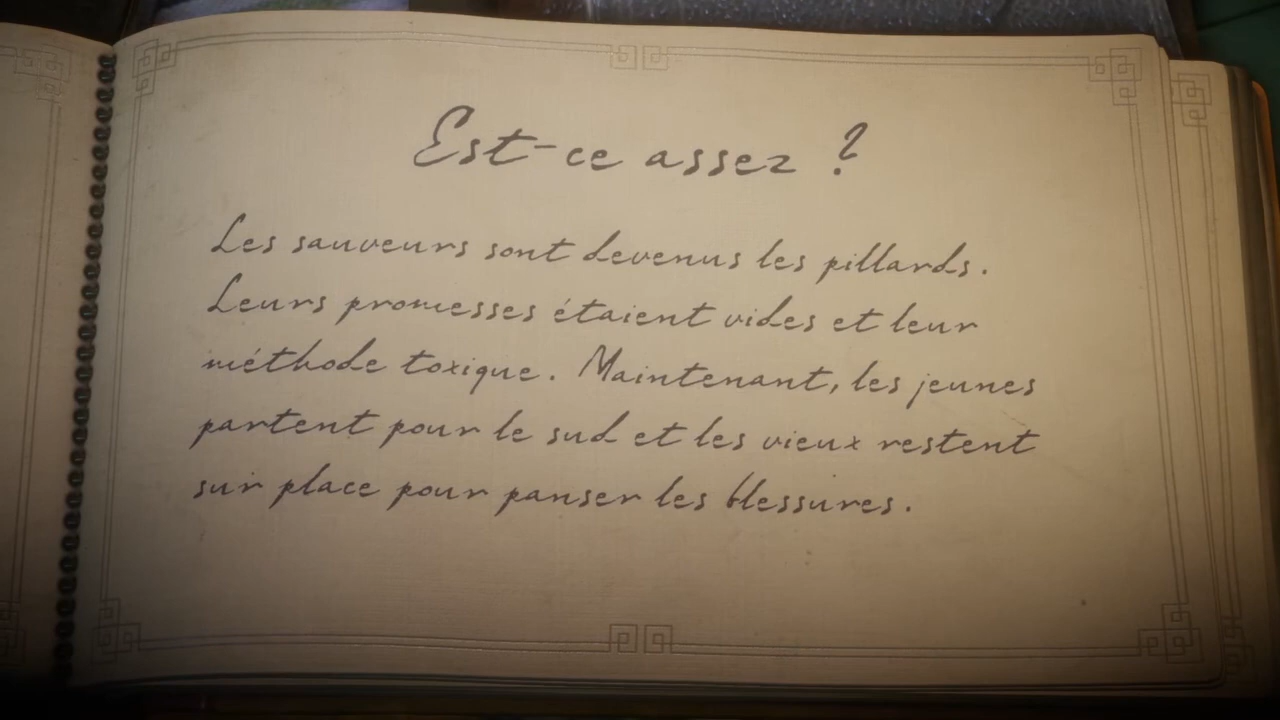 Est-ce assez ?
Les sauveurs sont devenus les pillards.
Leurs promesses étaient vides et leur
méthode toxique. Maintenant, les jeunes
partent pour le sud et les vieux restent
sur place pour panser les blessures.